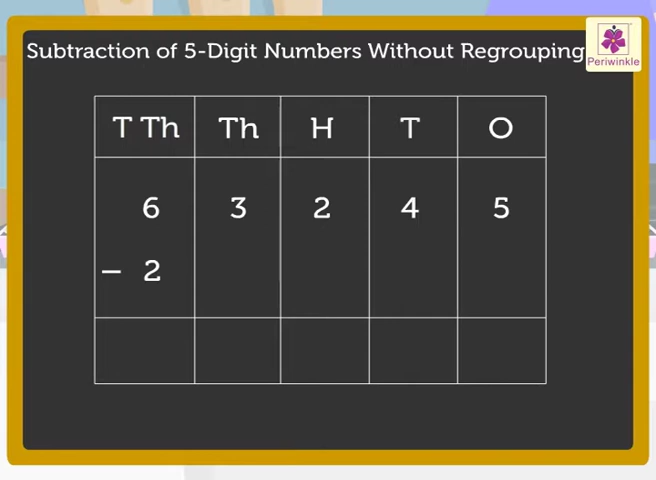 Subtraction of 5-Digit Numbers Without Regrouping
Periwinkle
T Th Th H T O
6 3 2 4 5
− 2